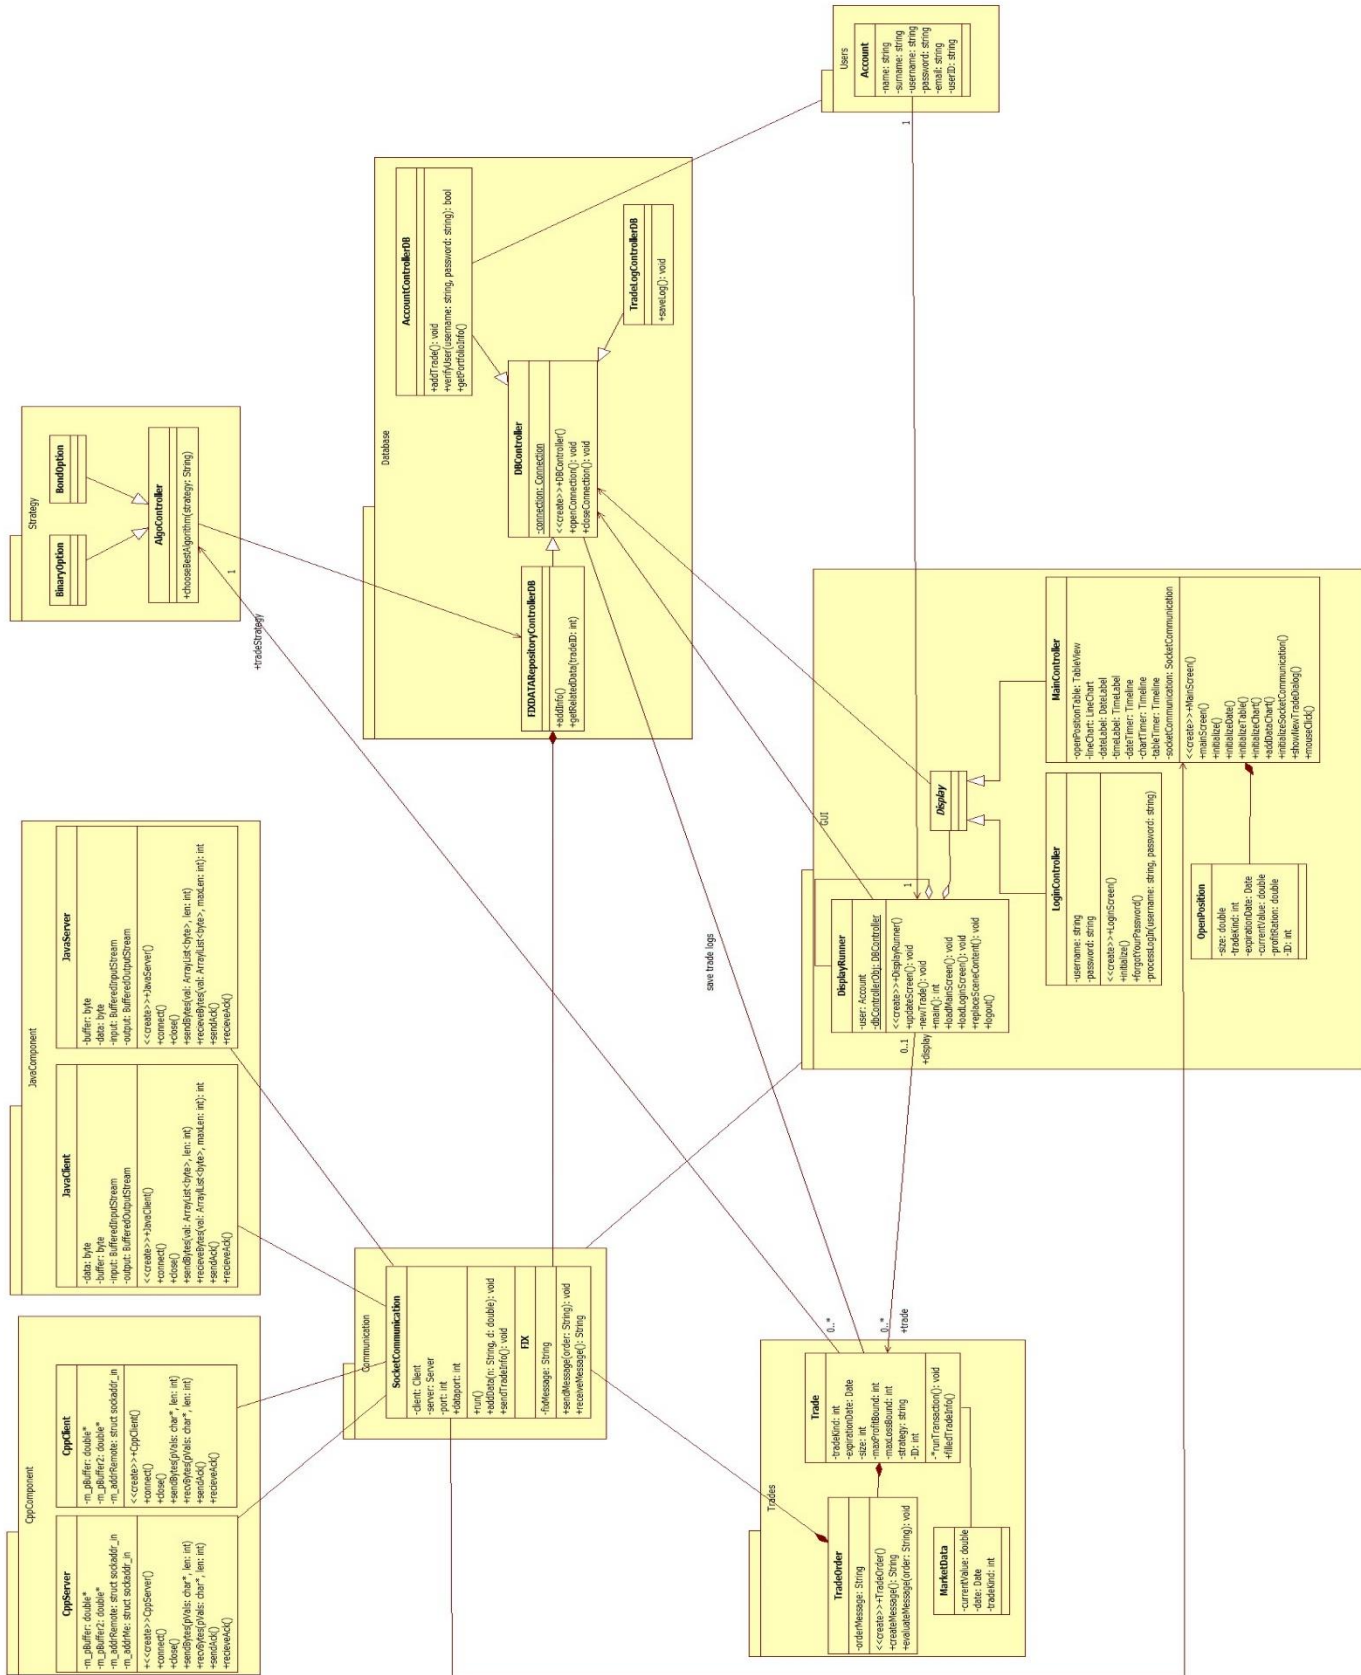 CppComponent
CppServer
-m_pBuffer: double*
-m_pBuffer2: double*
-m_addrRemote: struct sockaddr_in
-m_addrMe: struct sockaddr_in
+<<create>>CppServer()
+connect()
+close()
+sendBytes(pVals: char*, len: int)
+recvBytes(pVals: char*, len: int)
+sendAck()
+recieveAck()
CppClient
-m_pBuffer: double*
-m_pBuffer2: double*
-m_addrRemote: struct sockaddr_in
<<create>>+CppClient()
+connect()
+close()
+sendBytes(pVals: char*, len: int)
+recvBytes(pVals: char*, len: int)
+sendAck()
+recieveAck()
JavaComponent
JavaClient
-data: byte
-buffer: byte
-input: BufferedInputStream
-output: BufferedOutputStream
<<create>>+JavaClient()
+connect()
+close()
+sendBytes(val: ArrayList<byte>, len: int)
+recieveBytes(val: ArrayList<byte>, maxLen: int): int
+sendAck()
+recieveAck()
JavaServer
-buffer: byte
-data: byte
-input: BufferedInputStream
-output: BufferedOutputStream
<<create>>+JavaServer()
+connect()
+close()
+sendBytes(val: ArrayList<byte>, len: int)
+recieveBytes(val: ArrayList<byte>, maxLen: int): int
+sendAck()
+recieveAck()
Strategy
BinaryOption
BondOption
AlgoController
+chooseBestAlgorithm(strategy: String)
1
+tradeStrategy
Communication
SocketCommunication
-client: Client
-server: Server
-port: int
+dataport: int
+run()
+addData(n: String, d: double): void
+sendTradeInfo(): void
FIX
-fixMessage: String
+sendMessage(order: String): void
+receiveMessage(): String
Database
FIXDATARepositoryControllerDB
+addInfo()
+getRelatedData(tradeID: int)
DBController
-connection: Connection
<<create>>+DBController()
+openConnection(): void
+closeConnection(): void
AccountControllerDB
+addTrade(): void
+verifyUser(username: string, password: string): bool
+getPortfolioInfo()
TradeLogControllerDB
+saveLog(): void
save trade logs
Users
Account
-name: string
-surname: string
-username: string
-password: string
-email: string
-userID: string
1
Trades
TradeOrder
-orderMessage: String
<<create>>+TradeOrder()
+createMessage(): String
+evaluateMessage(order: String): void
Trade
-tradeKind: int
-expirationDate: Date
-size: int
-maxProfitBound: int
-maxLossBound: int
-strategy: string
-ID: int
-*runTransaction(): void
+filledTradeInfo()
0..*
0..*
+trade
MarketData
-currentValue: double
-date: Date
-tradeKind: int
GUI
DisplayRunner
-user: Account
-dbControllerObj: DBController
<<create>>+DisplayRunner()
+updateScreen(): void
-newTrade(): void
+main(): int
+loadMainScreen(): void
+loadLoginScreen(): void
+replaceSceneContent(): void
+logout()
0..1
+display
1
Display
LoginController
-username: string
-password: string
<<create>>+LoginScreen()
+initialize()
+forgotYourPassword()
-processLogIn(username: string, password: string)
MainController
-openPositionTable: TableView
-lineChart: LineChart
-dateLabel: DateLabel
-timeLabel: TimeLabel
-dateTimer: Timeline
-chartTimer: Timeline
-tableTimer: Timeline
-socketCommunication: SocketCommunication
<<create>>+MainScreen()
+mainScreen()
+initialize()
+initializeDate()
+initializeTable()
+initializeChart()
+addDataChart()
+initializeSocketCommunication()
+showNewTradeDialog()
+mouseClick()
OpenPosition
-size: double
-tradeKind: int
-expirationDate: Date
-currentValue: double
-profitRation: double
-ID: int